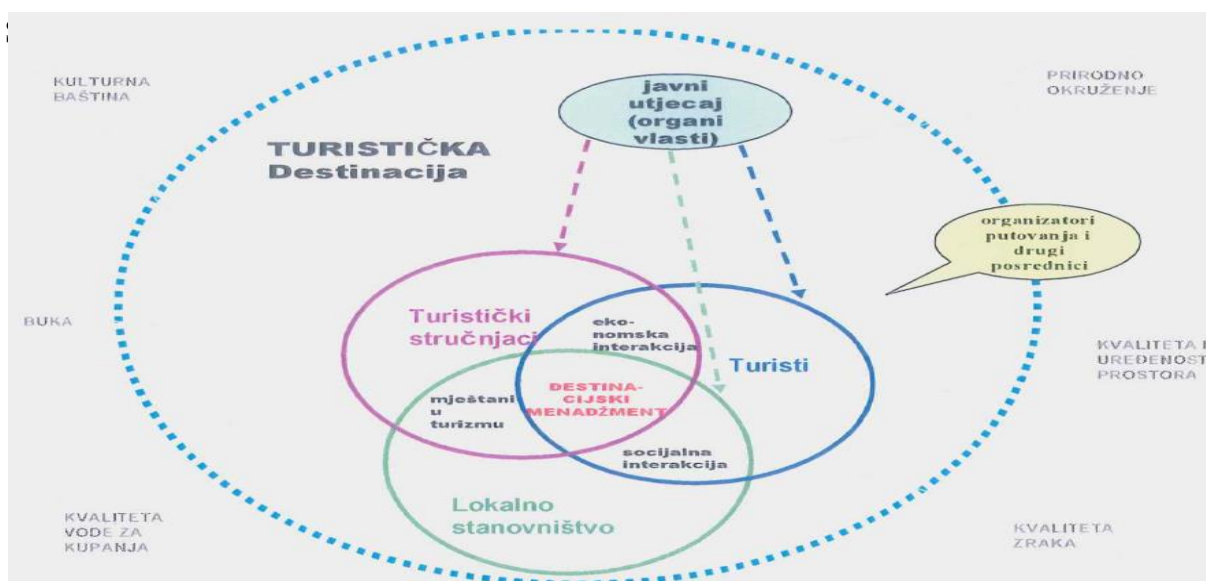 KULTURNA
BAŠTINA
PRIRODNO
OKRUŽENJE
javni
utjecaj
(organi
vlasti)
TURISTIČKA
Destinacija
organizatori
putovanja i
drugi
posrednici
BUKA
Turistički
stručnjaci
eko-
nomska
interakcija
Turisti
KVALITETA I
UREĐENOST
PROSTORA
DESTINA-
CIJSKI
MENADŽMENT
mještani
u
turizmu
socijalna
interakcija
Lokalno
stanovništvo
KVALITETA
VODE ZA
KUPANJA
KVALITETA
ZRAKA